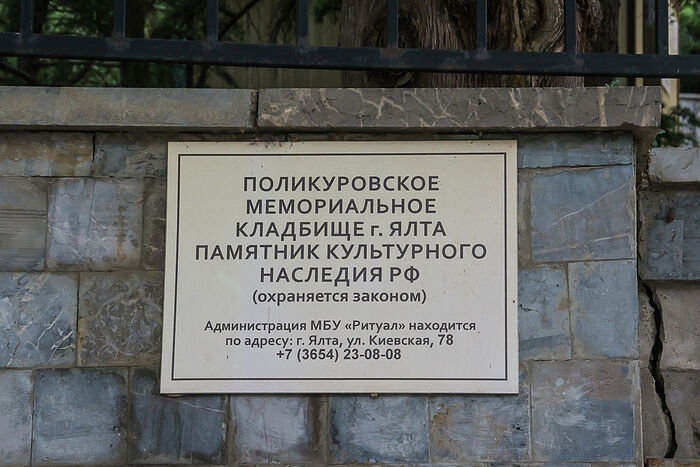 ПОЛИКУРОВСКОЕ
МЕМОРИАЛЬНОЕ
КЛАДБИЩЕ г. ЯЛТА
ПАМЯТНИК КУЛЬТУРНОГО
НАСЛЕДИЯ РФ
(охраняется законом)
Администрация МБУ «Ритуал» находится
по адресу: г. Ялта, ул. Киевская, 78
+7 (3654) 23-08-08